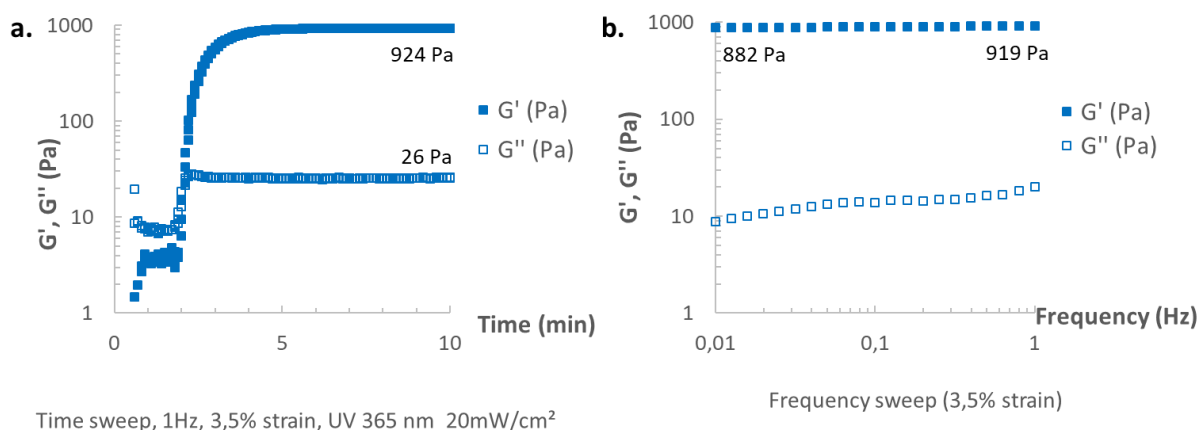 a.
1000
100
10
1
G', G'' (Pa)
924 Pa
26 Pa
G' (Pa)
G'' (Pa)
0
5
10
Time (min)
Time sweep, 1Hz, 3,5% strain, UV 365 nm  20mW/cm²
b.
1000
100
10
1
G', G'' (Pa)
882 Pa
919 Pa
G' (Pa)
G'' (Pa)
0,01
0,1
1
Frequency (Hz)
Frequency sweep (3,5% strain)